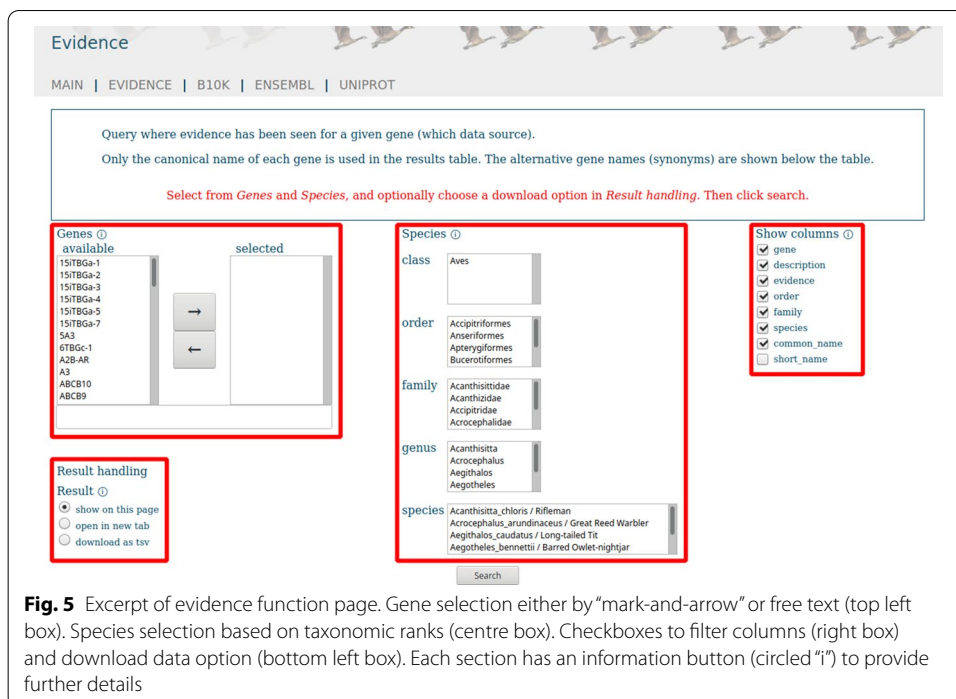 Evidence
MAIN | EVIDENCE | B10K | ENSEMBL | UNIPROT
Query where evidence has been seen for a given gene (which data source).
Only the canonical name of each gene is used in the results table. The alternative gene names (synonyms) are shown below the table.
Select from Genes and Species, and optionally choose a download option in Result handling. Then click search.
Genes ⓘ
available selected
15iTBGa-1
15iTBGa-2
15iTBGa-3
15iTBGa-4
15iTBGa-5
15iTBGa-7
5A3
6TBGc-1
A2B-AR
A3
ABCB10
ABCB9
→
←
Result handling
Result ⓘ
show on this page
open in new tab
download as tsv
Species ⓘ
class
Aves
order
Accipitriformes
Anseriformes
Apterygiformes
Bucerotiformes
family
Acanthisittidae
Acanthizidae
Accipitridae
Acrocephalidae
genus
Acanthisitta
Acrocephalus
Aegithalos
Aegotheles
species
Acanthisitta_chloris / Rifleman
Acrocephalus_arundinaceus / Great Reed Warbler
Aegithalos_caudatus / Long-tailed Tit
Aegotheles_bennettii / Barred Owlet-nightjar
Show columns ⓘ
gene
description
evidence
order
family
species
common_name
short_name
Search
Fig. 5 Excerpt of evidence function page. Gene selection either by “mark-and-arrow” or free text (top left
box). Species selection based on taxonomic ranks (centre box). Checkboxes to filter columns (right box)
and download data option (bottom left box). Each section has an information button (circled “i”) to provide
further details